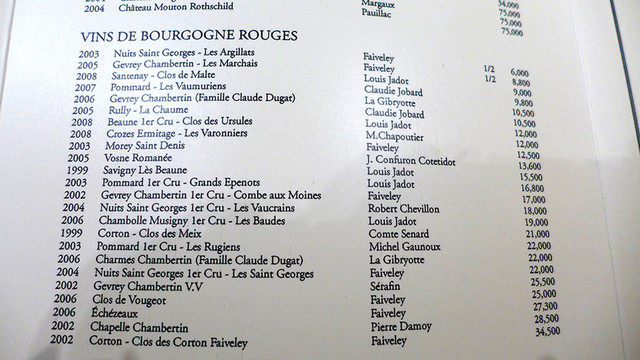 Margaux 34,000
75,000
75,000
2004 Château Mouton Rothschild Pauillac 75,000
VINS DE BOURGOGNE ROUGES
2003 Nuits Saint Georges - Les Argillats Faiveley 1/2 6,000
2005 Gevrey Chambertin - Les Marchais Faiveley 1/2 8,800
2008 Santenay - Clos de Malte Louis Jadot 9,000
2007 Pommard - Les Vaumuriens Claudie Jobard 9,800
2006 Gevrey Chambertin (Famille Claude Dugat) La Gibryotte 10,500
2005 Rully - La Chaume Claudie Jobard 10,500
2008 Beaune 1er Cru - Clos des Ursules Louis Jadot 12,000
2008 Crozes Ermitage - Les Varonniers M.Chapoutier 12,000
2003 Morey Saint Denis Faiveley 12,500
2005 Vosne Romanée J. Confuron Cotetidot 13,600
1999 Savigny Lès Beaune Louis Jadot 15,500
2003 Pommard 1er Cru - Grands Epenots Louis Jadot 16,800
2002 Gevrey Chambertin 1er Cru - Combe aux Moines Faiveley 17,000
2004 Nuits Saint Georges 1er Cru - Les Vaucrains Robert Chevillon 18,000
2006 Chambolle Musigny 1er Cru - Les Baudes Louis Jadot 19,000
1999 Corton - Clos des Meix Comte Senard 21,000
2003 Pommard 1er Cru - Les Rugiens Michel Gaunoux 22,000
2006 Charmes Chambertin (Famille Claude Dugat) La Gibryotte 22,000
2004 Nuits Saint Georges 1er Cru - Les Saint Georges Faiveley 22,000
2002 Gevrey Chambertin V.V Sérafin 25,500
2006 Clos de Vougeot Faiveley 25,000
2006 Échézeaux Faiveley 27,300
2002 Chapelle Chambertin Pierre Damoy 28,500
2002 Corton - Clos des Corton Faiveley Faiveley 34,500